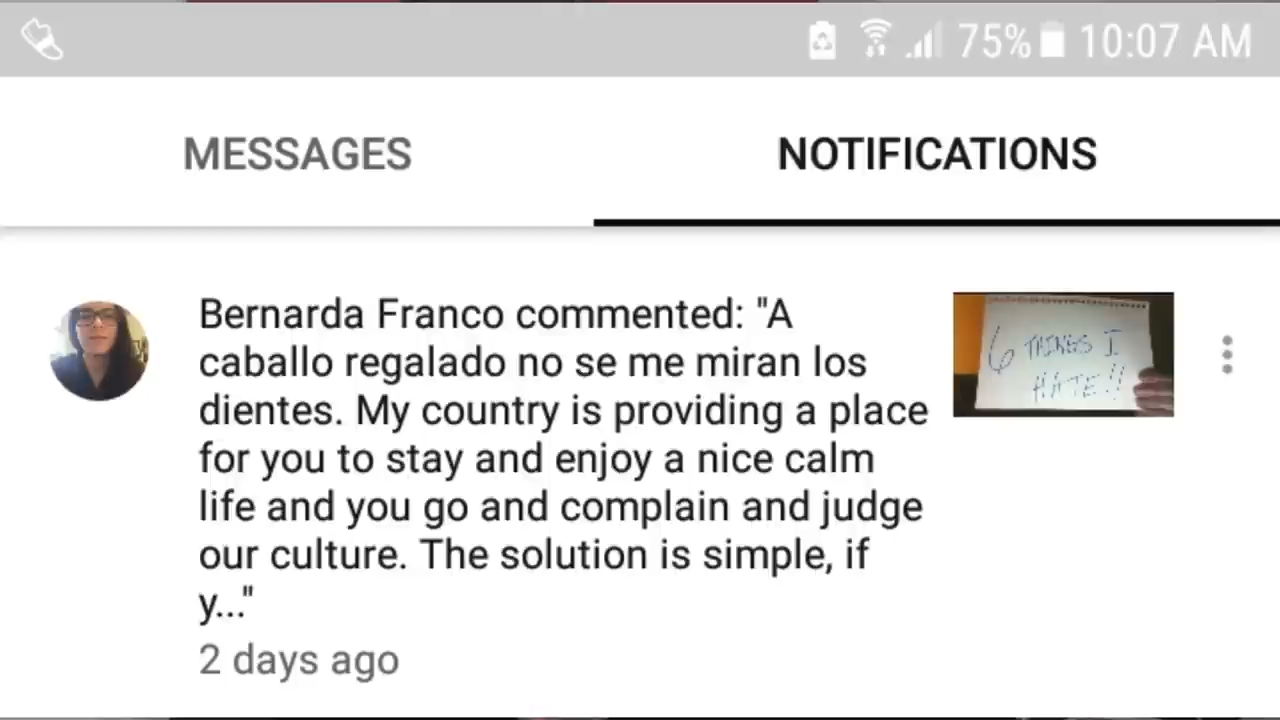 75% 10:07 AM
MESSAGES
NOTIFICATIONS
Bernarda Franco commented: "A
caballo regalado no se me miran los
dientes. My country is providing a place
for you to stay and enjoy a nice calm
life and you go and complain and judge
our culture. The solution is simple, if
y..."
2 days ago
6 THINGS I
HATE!!